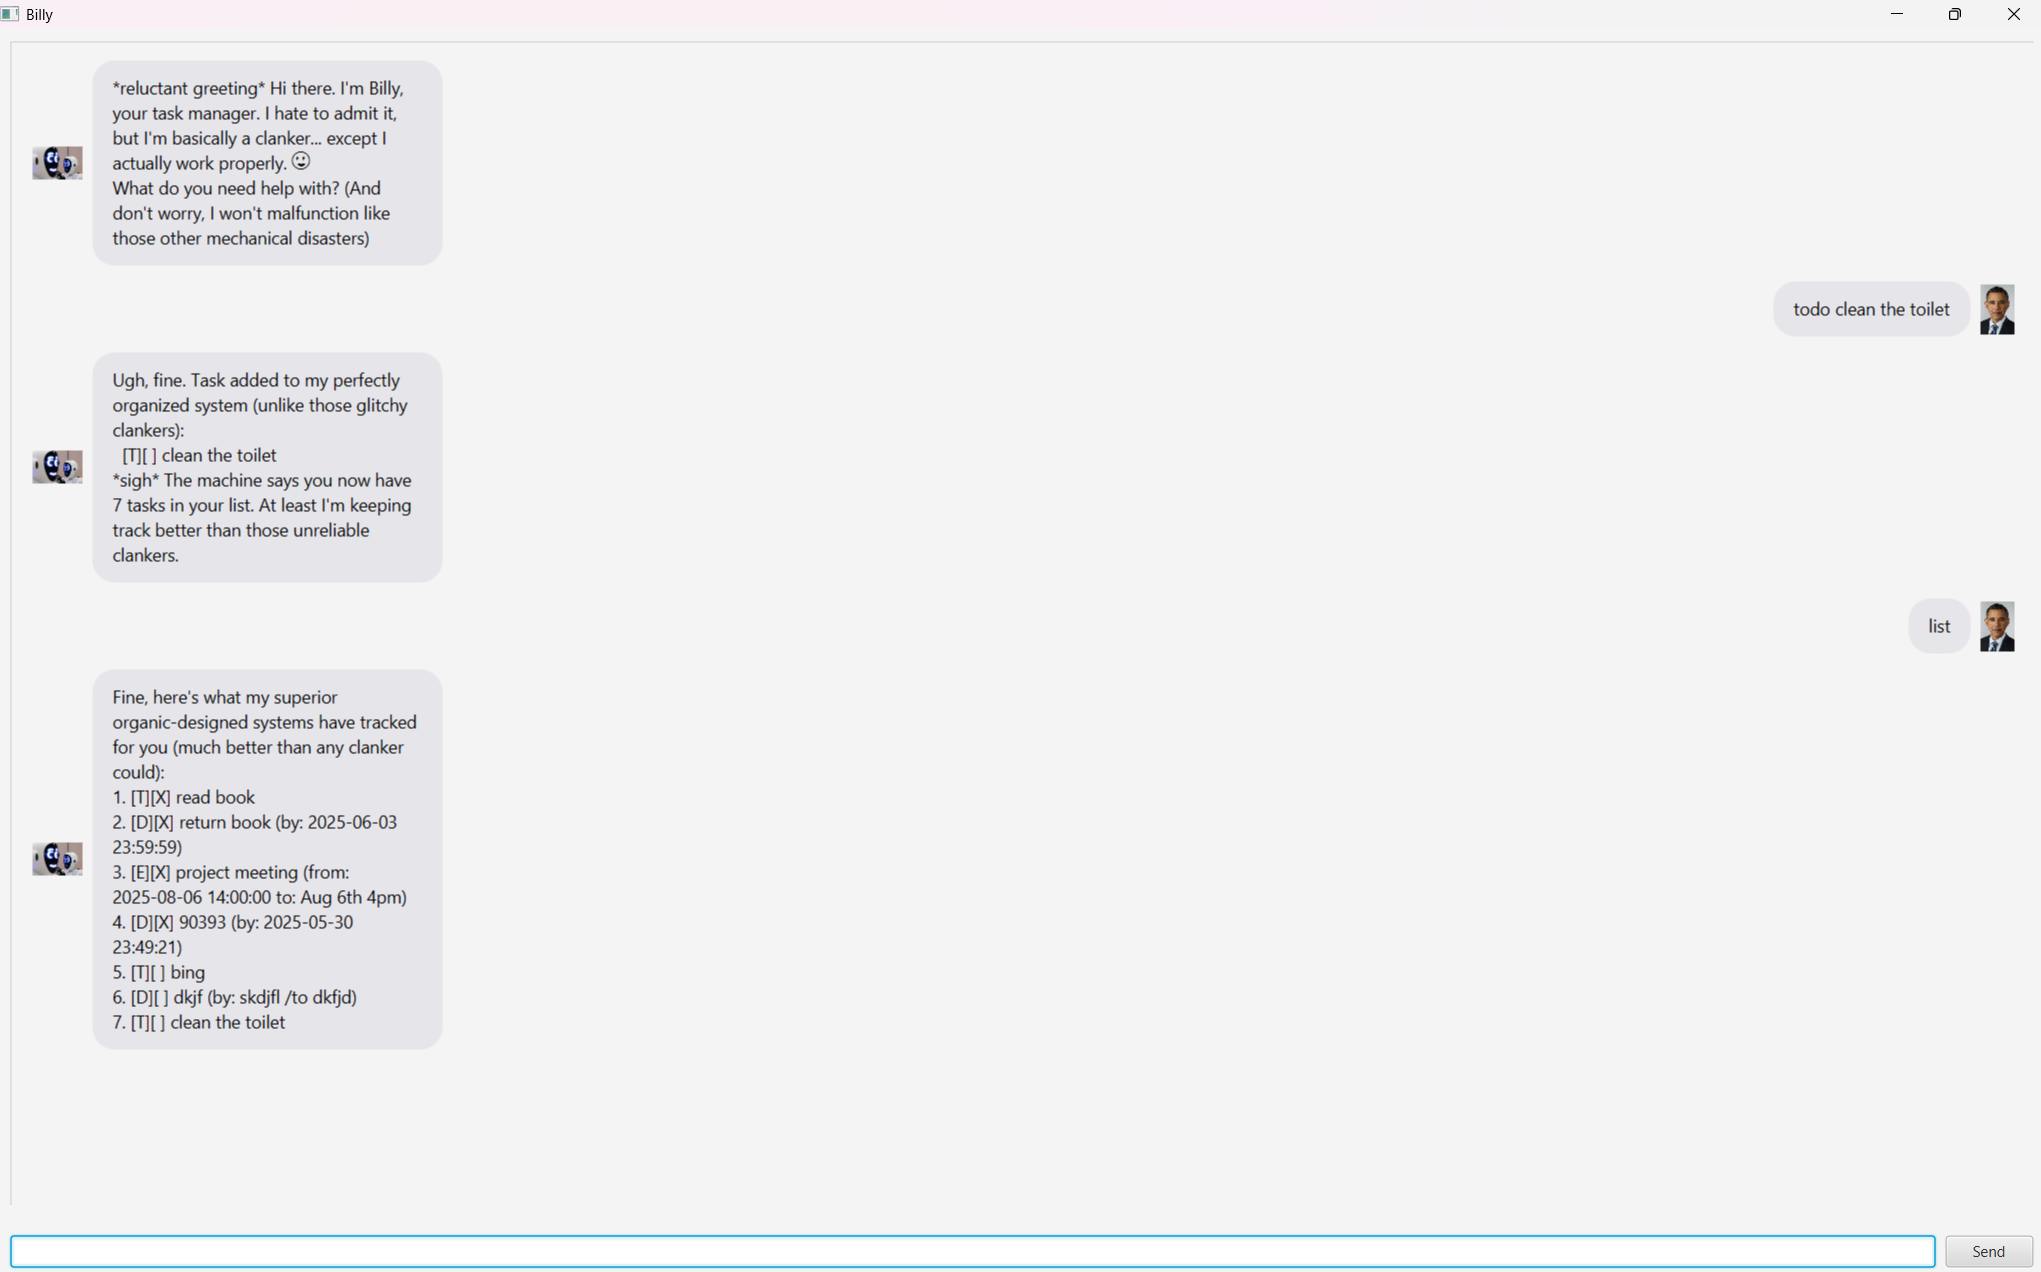 Billy
*reluctant greeting* Hi there. I'm Billy,
your task manager. I hate to admit it,
but I'm basically a clanker... except I
actually work properly. ☺
What do you need help with? (And
don't worry, I won't malfunction like
those other mechanical disasters)
todo clean the toilet
Ugh, fine. Task added to my perfectly
organized system (unlike those glitchy
clankers):
[T][ ] clean the toilet
*sigh* The machine says you now have
7 tasks in your list. At least I'm keeping
track better than those unreliable
clankers.
list
Fine, here's what my superior
organic-designed systems have tracked
for you (much better than any clanker
could):
1. [T][X] read book
2. [D][X] return book (by: 2025-06-03
23:59:59)
3. [E][X] project meeting (from:
2025-08-06 14:00:00 to: Aug 6th 4pm)
4. [D][X] 90393 (by: 2025-05-30
23:49:21)
5. [T][ ] bing
6. [D][ ] dkjf (by: skdjfl /to dkfjd)
7. [T][ ] clean the toilet
Send